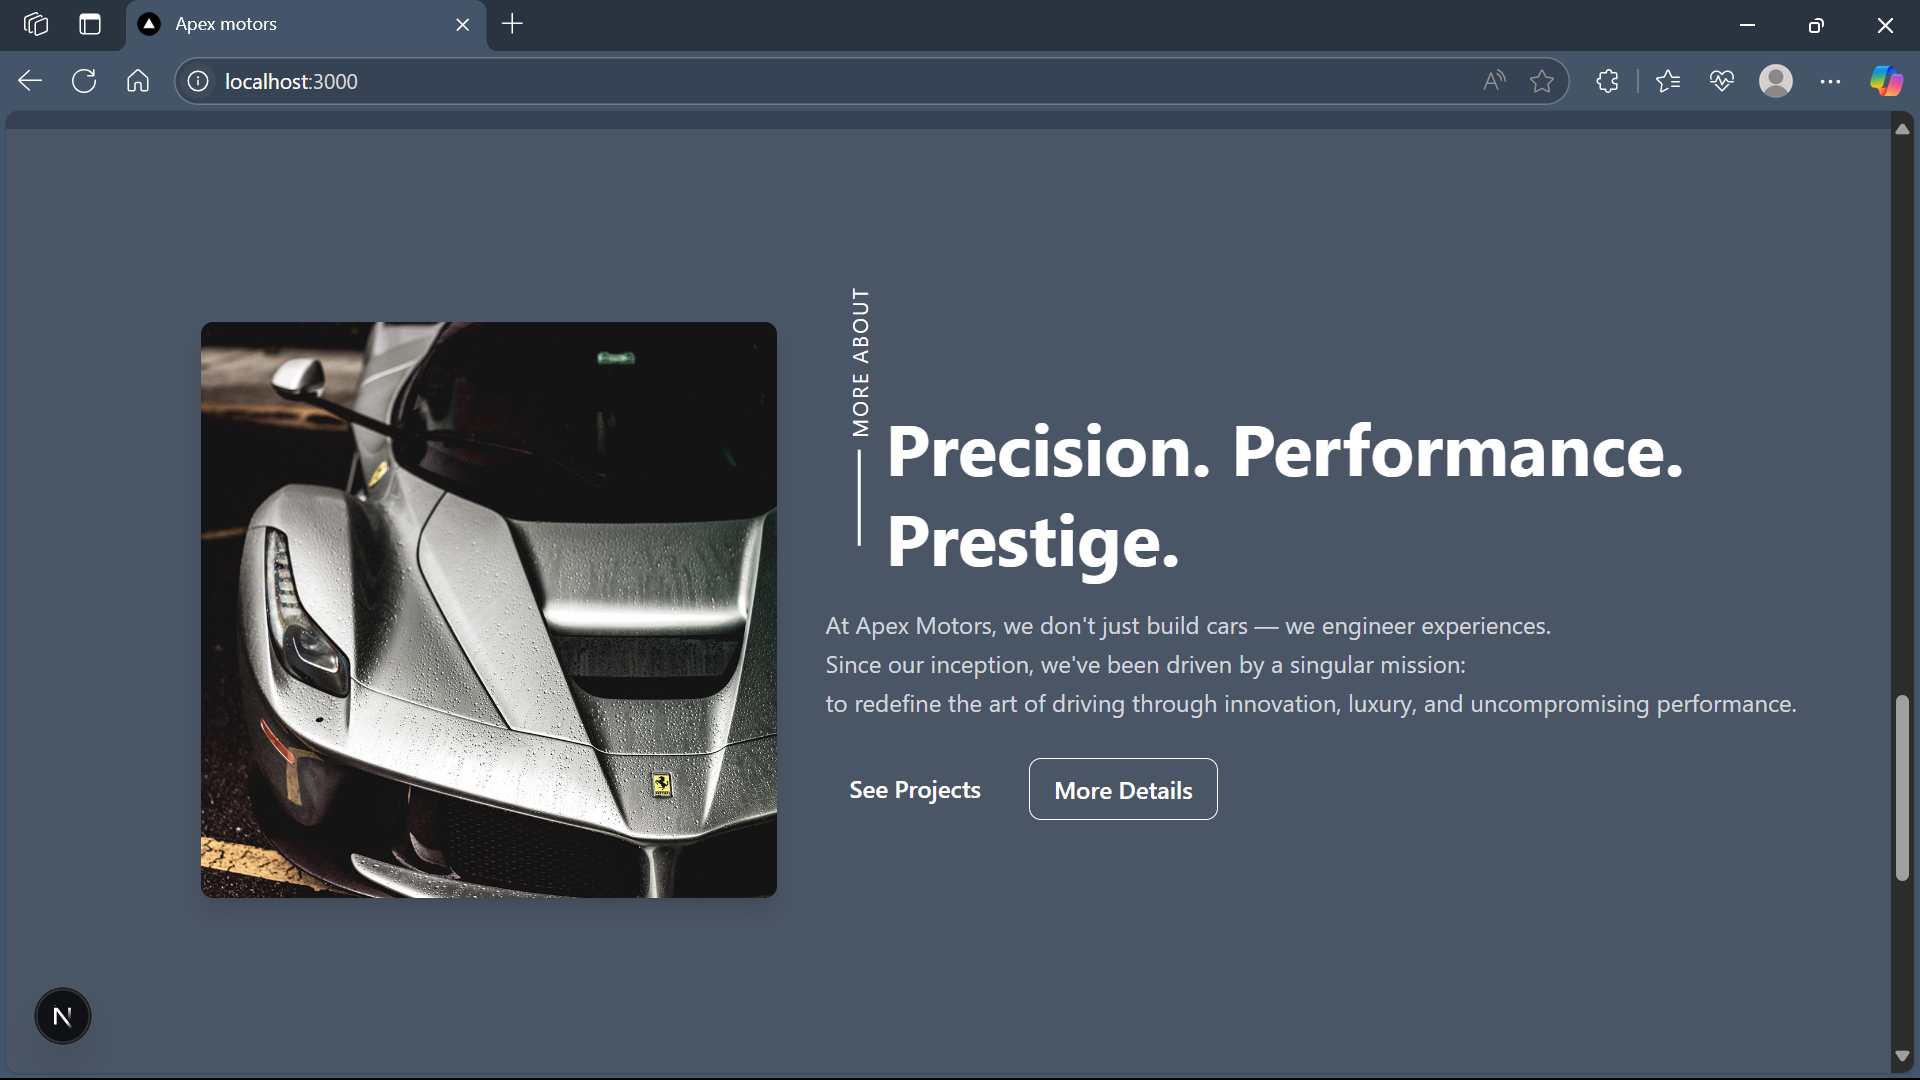 Apex motors
localhost:3000
MORE ABOUT
Precision. Performance.
Prestige.
At Apex Motors, we don't just build cars — we engineer experiences.
Since our inception, we've been driven by a singular mission:
to redefine the art of driving through innovation, luxury, and uncompromising performance.
See Projects
More Details
N